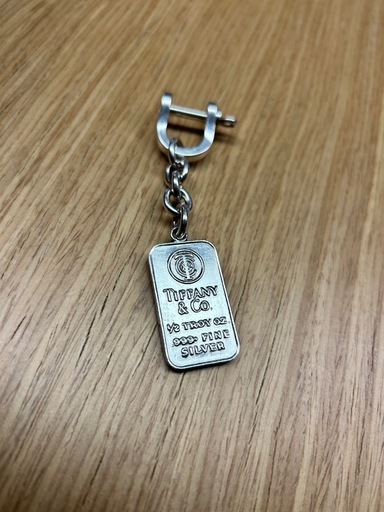 TIFFANY
& CO.
1/2 TROY OZ.
.999+ FINE
SILVER